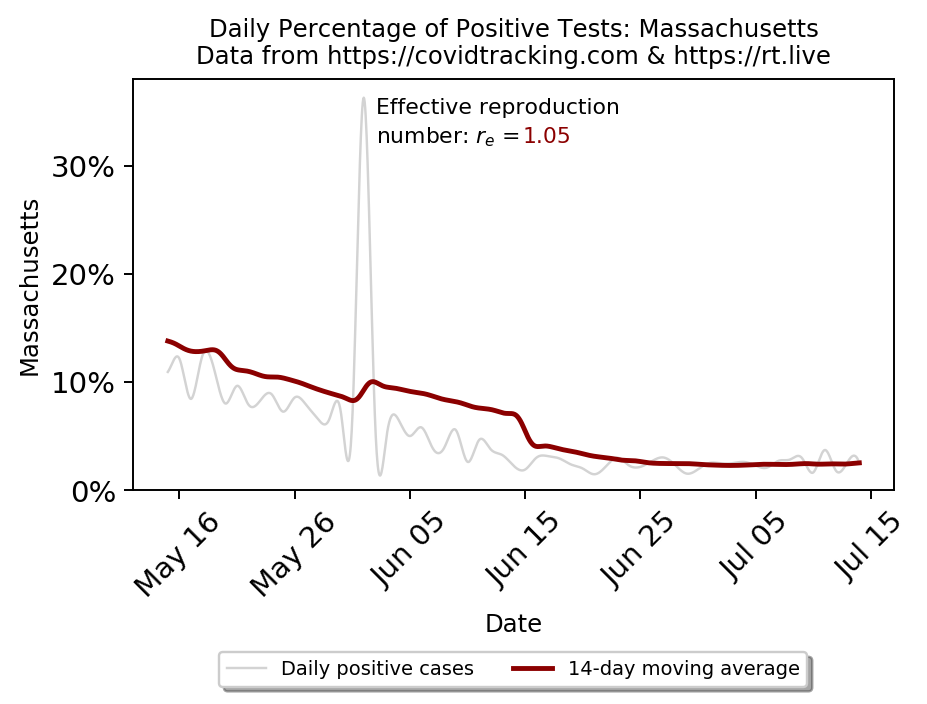 Daily Percentage of Positive Tests: Massachusetts
Data from https://covidtracking.com & https://rt.live
Effective reproduction
number: rₑ =1.05
30%
20%
10%
0%
Massachusetts
May 16
May 26
Jun 05
Jun 15
Jun 25
Jul 05
Jul 15
Date
Daily positive cases
14-day moving average